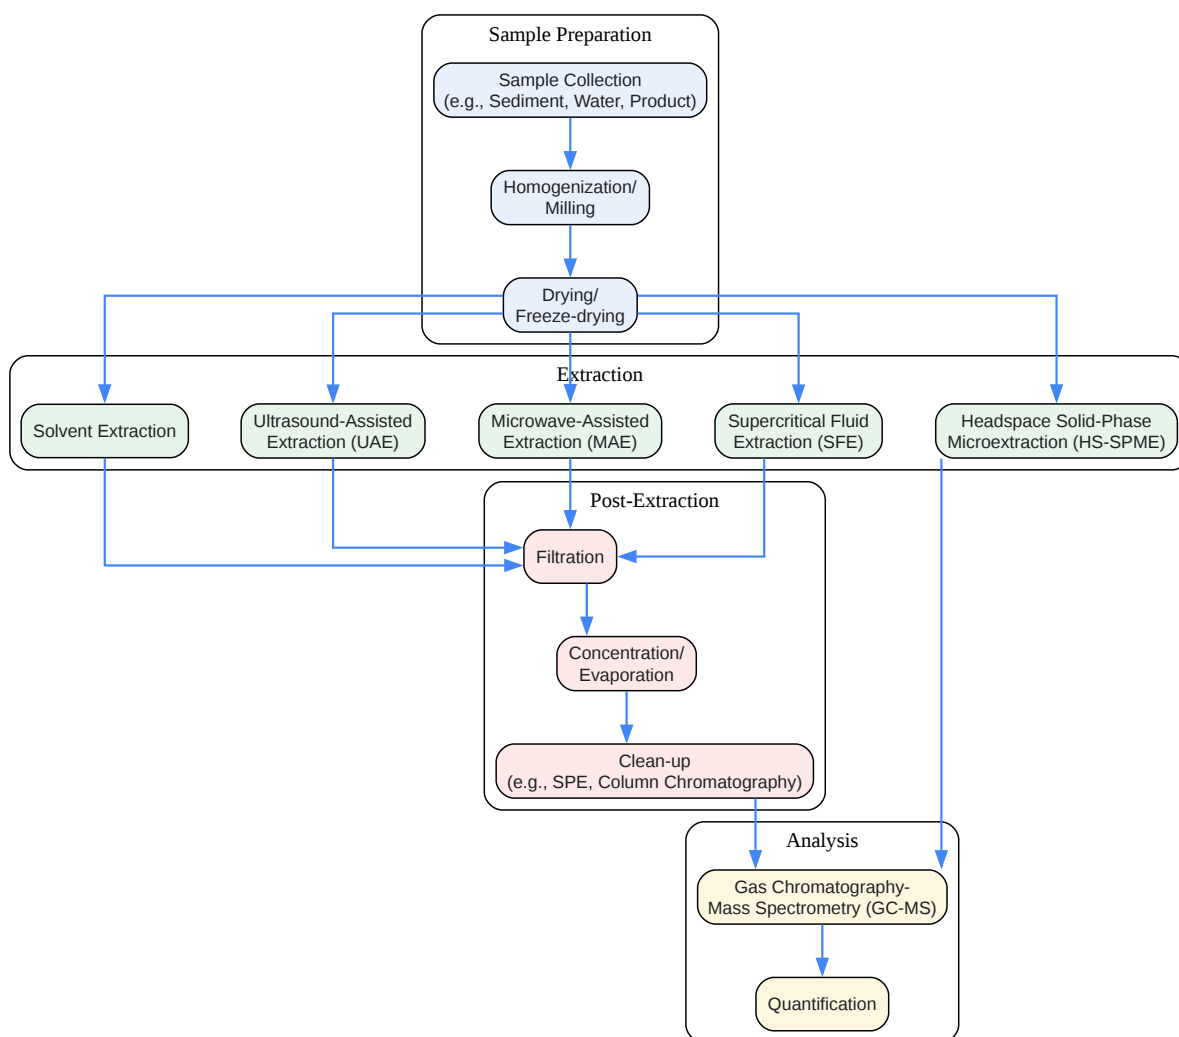 Sample Preparation
Sample Collection
(e.g., Sediment, Water, Product)
Homogenization/
Milling
Drying/
Freeze-drying
Extraction
Solvent Extraction
Ultrasound-Assisted
Extraction (UAE)
Microwave-Assisted
Extraction (MAE)
Supercritical Fluid
Extraction (SFE)
Headspace Solid-Phase
Microextraction (HS-SPME)
Post-Extraction
Filtration
Concentration/
Evaporation
Clean-up
(e.g., SPE, Column Chromatography)
Analysis
Gas Chromatography-
Mass Spectrometry (GC-MS)
Quantification